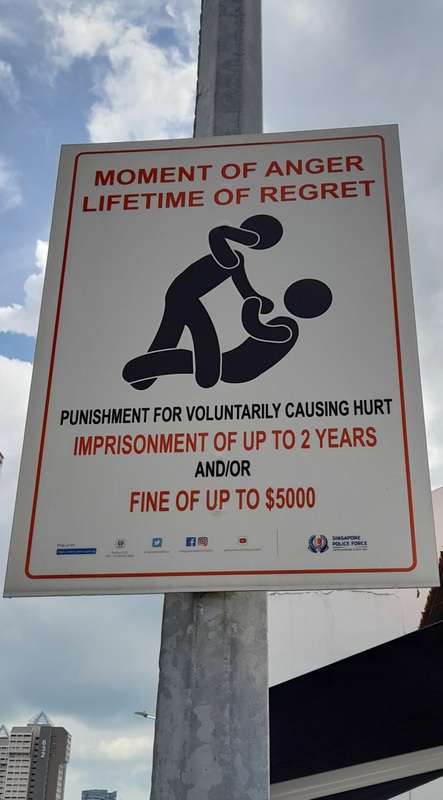 MOMENT OF ANGER
LIFETIME OF REGRET
PUNISHMENT FOR VOLUNTARILY CAUSING HURT
IMPRISONMENT OF UP TO 2 YEARS
AND/OR
FINE OF UP TO $5000
SINGAPORE
POLICE FORCE